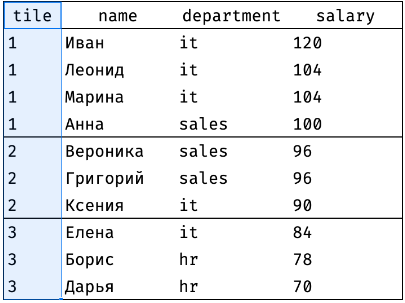 tile name department salary
1 Иван it 120
1 Леонид it 104
1 Марина it 104
1 Анна sales 100
2 Вероника sales 96
2 Григорий sales 96
2 Ксения it 90
3 Елена it 84
3 Борис hr 78
3 Дарья hr 70